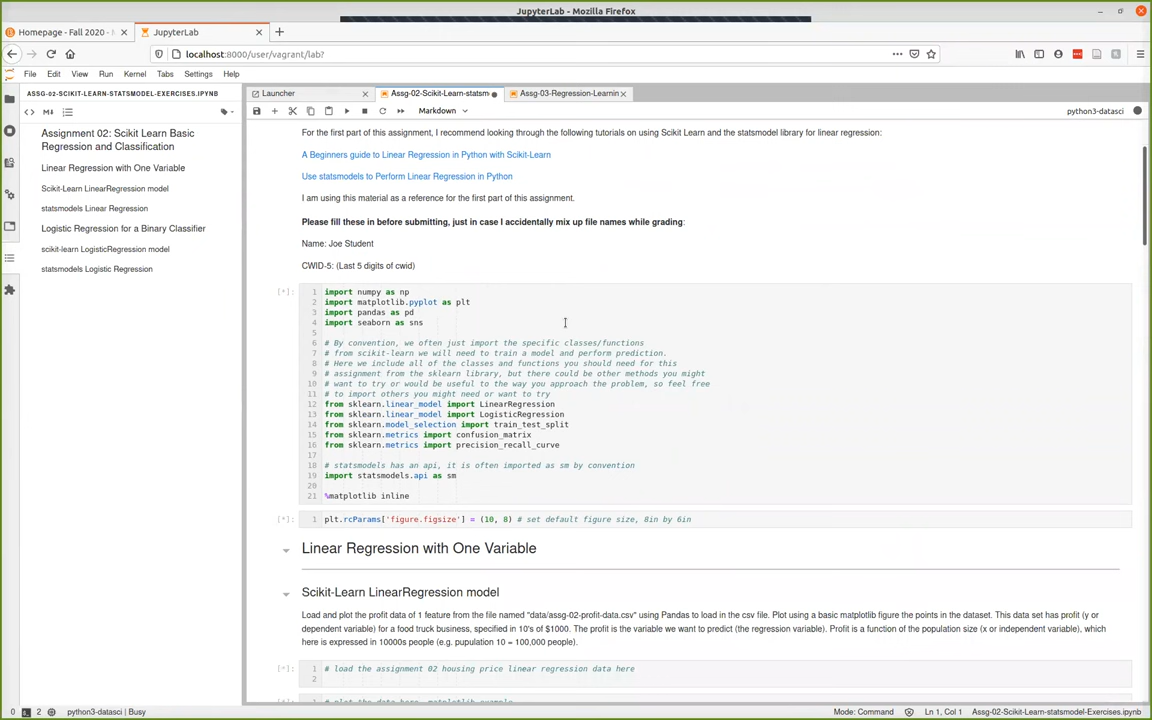 JupyterLab - Mozilla Firefox
Homepage - Fall 2020 -
JupyterLab
localhost:8000/user/vagrant/lab?
File Edit View Run Kernel Tabs Settings Help
ASSG-02-SCIKIT-LEARN-STATSMODEL-EXERCISES.IPYNB
Assignment 02: Scikit Learn Basic
Regression and Classification
Linear Regression with One Variable
Scikit-Learn LinearRegression model
statsmodels Linear Regression
Logistic Regression for a Binary Classifier
scikit-learn LogisticRegression model
statsmodels Logistic Regression
Launcher
Assg-02-Scikit-Learn-statsm
Assg-03-Regression-Learnin
Markdown
python3-datasci
For the first part of this assignment, I recommend looking through the following tutorials on using Scikit Learn and the statsmodel library for linear regression:
A Beginners guide to Linear Regression in Python with Scikit-Learn
Use statsmodels to Perform Linear Regression in Python
I am using this material as a reference for the first part of this assignment.
Please fill these in before submitting, just in case I accidentally mix up file names while grading:
Name: Joe Student
CWID-5: (Last 5 digits of cwid)
[*]:
1 import numpy as np
2 import matplotlib.pyplot as plt
3 import pandas as pd
4 import seaborn as sns
5
6 # By convention, we often just import the specific classes/functions
7 # from scikit-learn we will need to train a model and perform prediction.
8 # Here we include all of the classes and functions you should need for this
9 # assignment from the sklearn library, but there could be other methods you might
10 # want to try or would be useful to the way you approach the problem, so feel free
11 # to import others you might need or want to try
12 from sklearn.linear_model import LinearRegression
13 from sklearn.linear_model import LogisticRegression
14 from sklearn.model_selection import train_test_split
15 from sklearn.metrics import confusion_matrix
16 from sklearn.metrics import precision_recall_curve
17
18 # statsmodels has an api, it is often imported as sm by convention
19 import statsmodels.api as sm
20
21 %matplotlib inline
[*]:
1 plt.rcParams['figure.figsize'] = (10, 8) # set default figure size, 8in by 6in
Linear Regression with One Variable
Scikit-Learn LinearRegression model
Load and plot the profit data of 1 feature from the file named "data/assg-02-profit-data.csv" using Pandas to load in the csv file. Plot using a basic matplotlib figure the points in the dataset. This data set has profit (y or
dependent variable) for a food truck business, specified in 10's of $1000. The profit is the variable we want to predict (the regression variable). Profit is a function of the population size (x or independent variable), which
here is expressed in 10000s people (e.g. pupulation 10 = 100,000 people).
[*]:
1 # load the assignment 02 housing price linear regression data here
2
[*]:
1 # plot the data here, matplotlib example
0 2 python3-datasci | Busy
Mode: Command
Ln 1, Col 1
Assg-02-Scikit-Learn-statsmodel-Exercises.ipynb